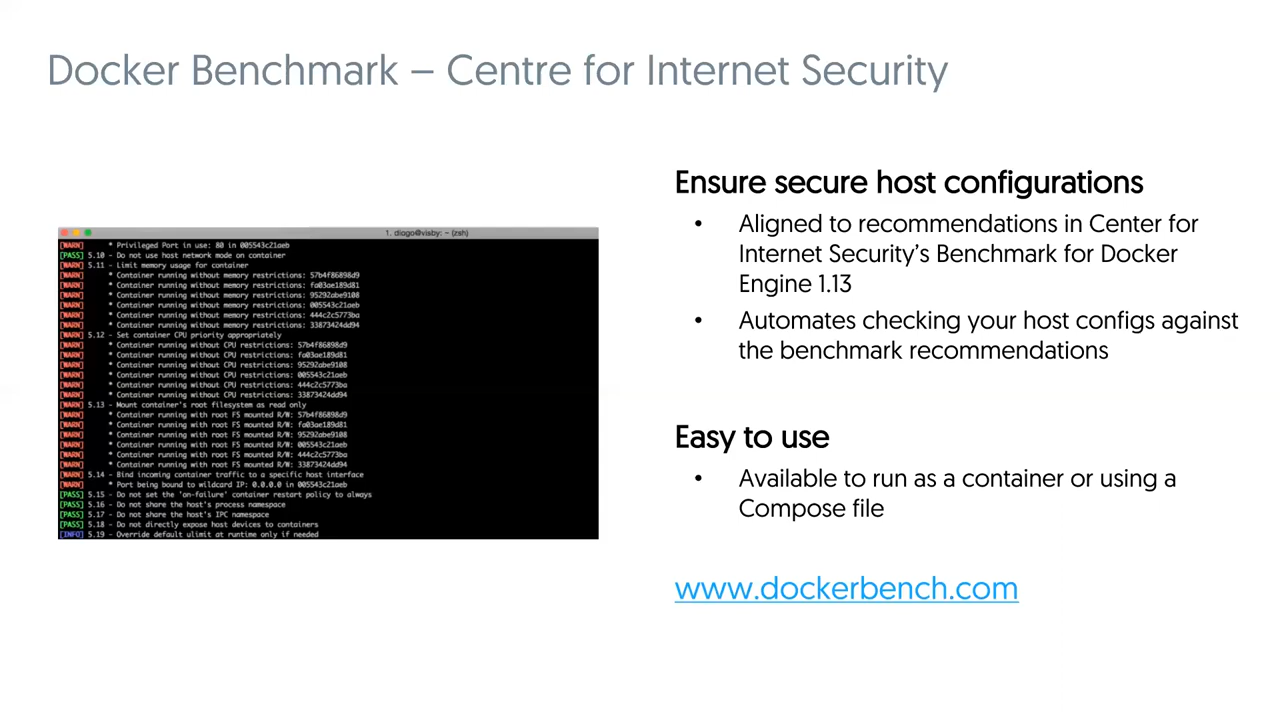 Docker Benchmark – Centre for Internet Security
1. diogo@visby: ~ (zsh)
[WARN] * Privileged Port in use: 80 in 005543c21aeb
[PASS] 5.10 - Do not use host network mode on container
[WARN] 5.11 - Limit memory usage for container
[WARN] * Container running without memory restrictions: 57b4f86898d9
[WARN] * Container running without memory restrictions: fa03ae189d81
[WARN] * Container running without memory restrictions: 95292abe9108
[WARN] * Container running without memory restrictions: 005543c21aeb
[WARN] * Container running without memory restrictions: 444c2c5773ba
[WARN] * Container running without memory restrictions: 33873424dd94
[WARN] 5.12 - Set container CPU priority appropriately
[WARN] * Container running without CPU restrictions: 57b4f86898d9
[WARN] * Container running without CPU restrictions: fa03ae189d81
[WARN] * Container running without CPU restrictions: 95292abe9108
[WARN] * Container running without CPU restrictions: 005543c21aeb
[WARN] * Container running without CPU restrictions: 444c2c5773ba
[WARN] * Container running without CPU restrictions: 33873424dd94
[WARN] 5.13 - Mount container's root filesystem as read only
[WARN] * Container running with root FS mounted R/W: 57b4f86898d9
[WARN] * Container running with root FS mounted R/W: fa03ae189d81
[WARN] * Container running with root FS mounted R/W: 95292abe9108
[WARN] * Container running with root FS mounted R/W: 005543c21aeb
[WARN] * Container running with root FS mounted R/W: 444c2c5773ba
[WARN] * Container running with root FS mounted R/W: 33873424dd94
[WARN] 5.14 - Bind incoming container traffic to a specific host interface
[WARN] * Port being bound to wildcard IP: 0.0.0.0 in 005543c21aeb
[PASS] 5.15 - Do not set the 'on-failure' container restart policy to always
[PASS] 5.16 - Do not share the host's process namespace
[PASS] 5.17 - Do not share the host's IPC namespace
[PASS] 5.18 - Do not directly expose host devices to containers
[INFO] 5.19 - Override default ulimit at runtime only if needed
Ensure secure host configurations
• Aligned to recommendations in Center for
Internet Security’s Benchmark for Docker
Engine 1.13
• Automates checking your host configs against
the benchmark recommendations
Easy to use
• Available to run as a container or using a
Compose file
www.dockerbench.com